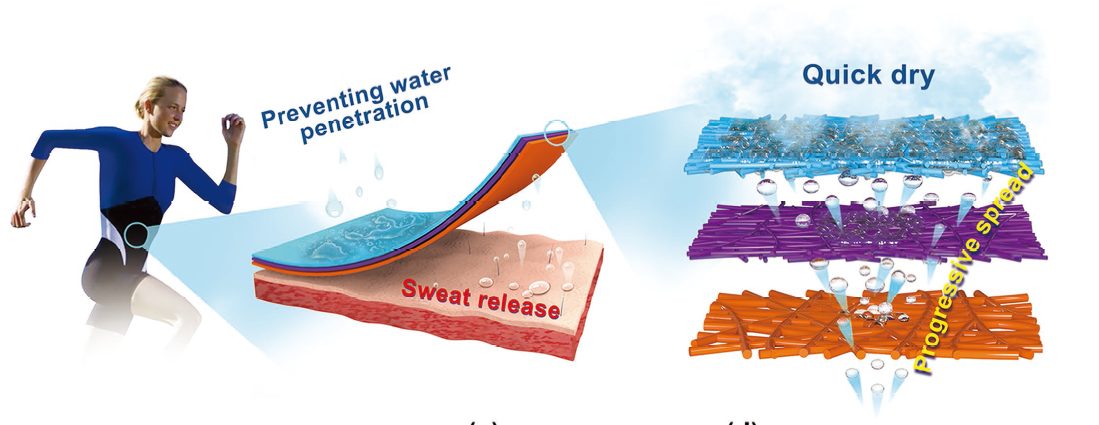 Preventing water
penetration
Sweat release
Quick dry
Progressive spread